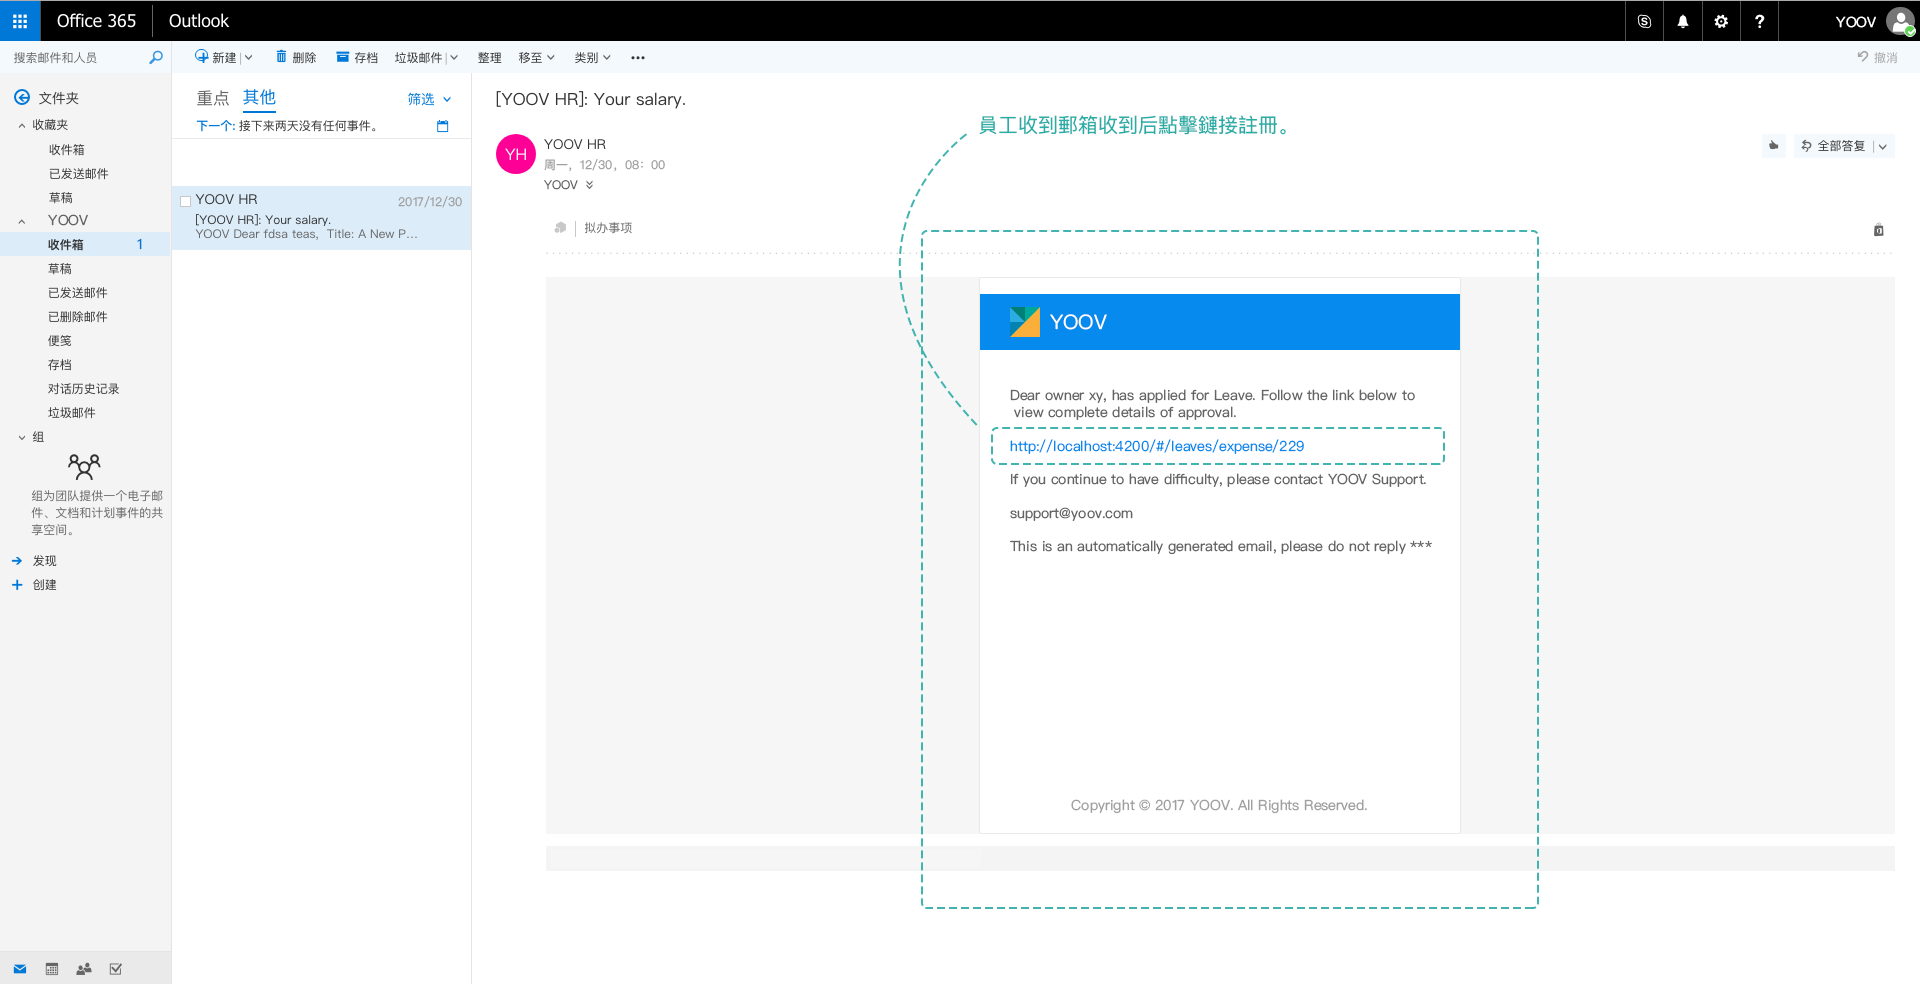 Office 365
Outlook
YOOV
搜索邮件和人员
新建
删除
存档
垃圾邮件
整理
移至
类别
撤消
文件夹
收藏夹
收件箱
已发送邮件
草稿
YOOV
收件箱 1
草稿
已发送邮件
已删除邮件
便笺
存档
对话历史记录
垃圾邮件
组
组为团队提供一个电子邮
件、文档和计划事件的共
享空间。
发现
创建
重点 其他 筛选
下一个: 接下来两天没有任何事件。
YOOV HR
2017/12/30
[YOOV HR]: Your salary.
YOOV Dear fdsa teas, Title: A New P...
[YOOV HR]: Your salary.
員工收到郵箱收到后點擊鏈接註冊。
YH
YOOV HR
周一，12/30，08：00
YOOV
全部答复
拟办事项
YOOV
Dear owner xy, has applied for Leave. Follow the link below to
view complete details of approval.
http://localhost:4200/#/leaves/expense/229
If you continue to have difficulty, please contact YOOV Support.
support@yoov.com
This is an automatically generated email, please do not reply ***
Copyright © 2017 YOOV. All Rights Reserved.